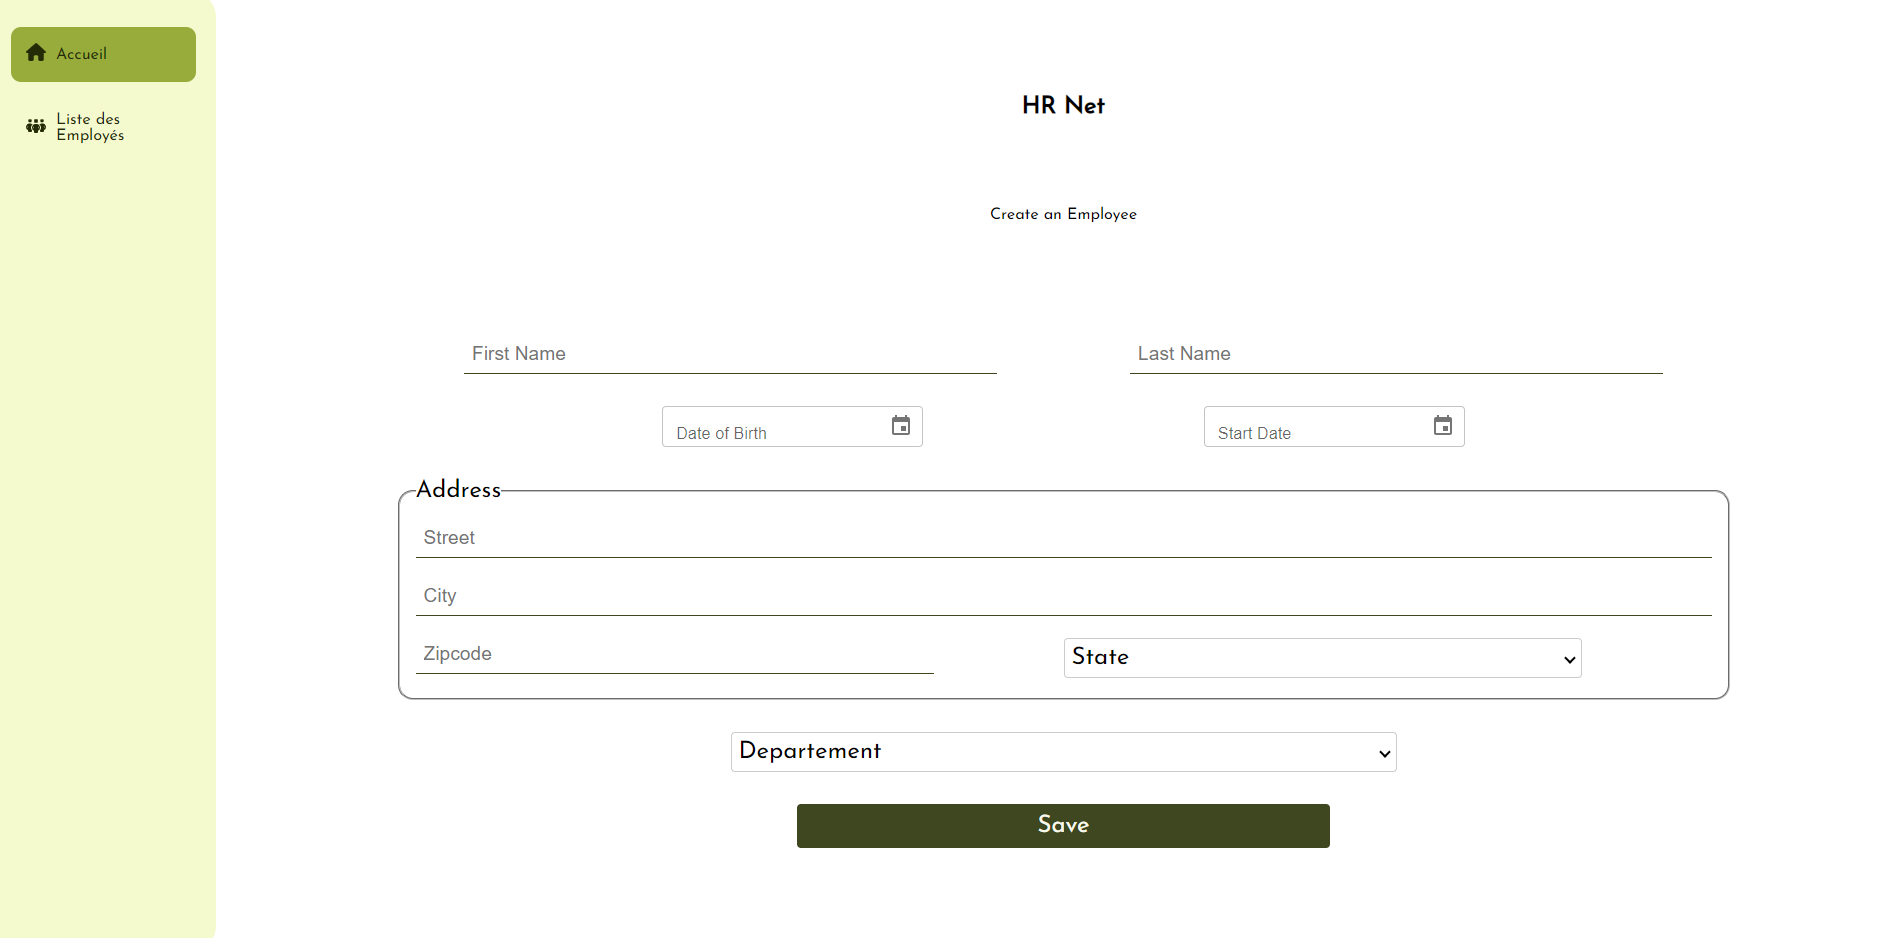 Accueil
Liste des
Employés
HR Net
Create an Employee
First Name
Last Name
Date of Birth
Start Date
Address
Street
City
Zipcode
State
Departement
Save